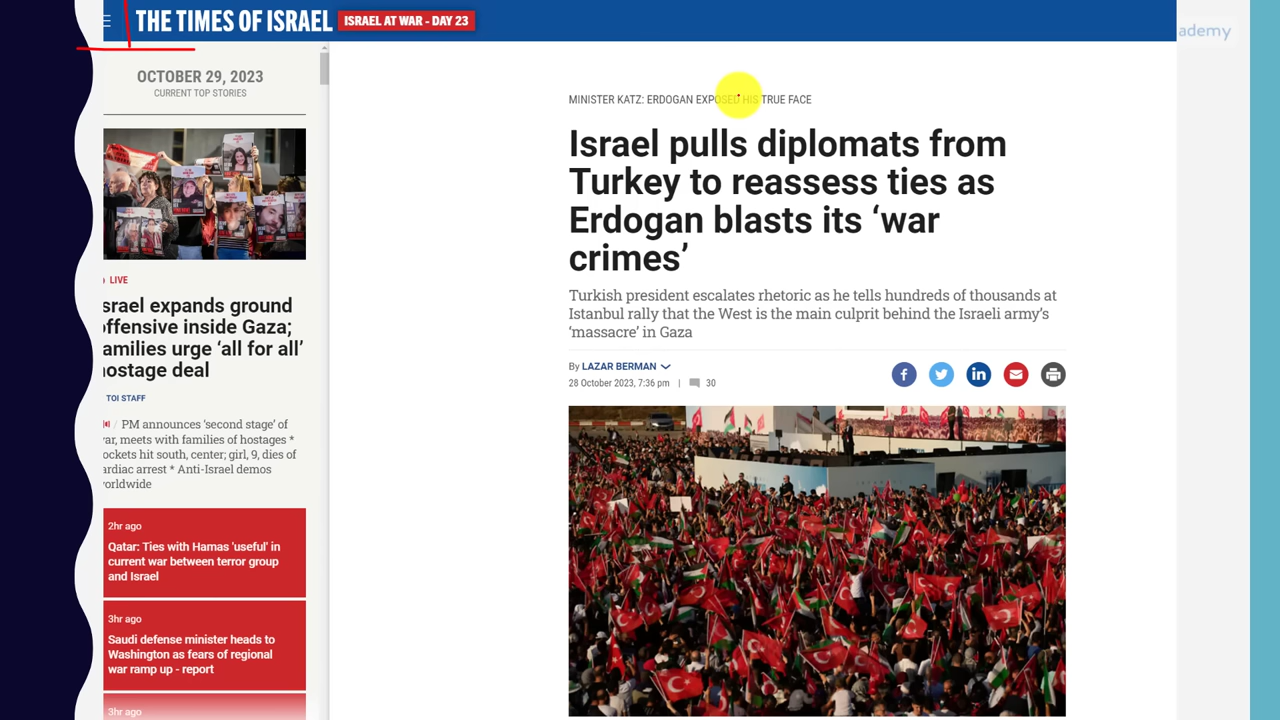 THE TIMES OF ISRAEL
ISRAEL AT WAR - DAY 23
ademy
OCTOBER 29, 2023
CURRENT TOP STORIES
LIVE
srael expands ground
offensive inside Gaza;
amilies urge ‘all for all’
hostage deal
TOI STAFF
/ PM announces ‘second stage’ of
war, meets with families of hostages *
ockets hit south, center; girl, 9, dies of
ardiac arrest * Anti-Israel demos
worldwide
2hr ago
Qatar: Ties with Hamas 'useful' in
current war between terror group
and Israel
3hr ago
Saudi defense minister heads to
Washington as fears of regional
war ramp up - report
3hr ago
MINISTER KATZ: ERDOGAN EXPOSED HIS TRUE FACE
Israel pulls diplomats from
Turkey to reassess ties as
Erdogan blasts its ‘war
crimes’
Turkish president escalates rhetoric as he tells hundreds of thousands at
Istanbul rally that the West is the main culprit behind the Israeli army’s
‘massacre’ in Gaza
By LAZAR BERMAN
28 October 2023, 7:36 pm | 30